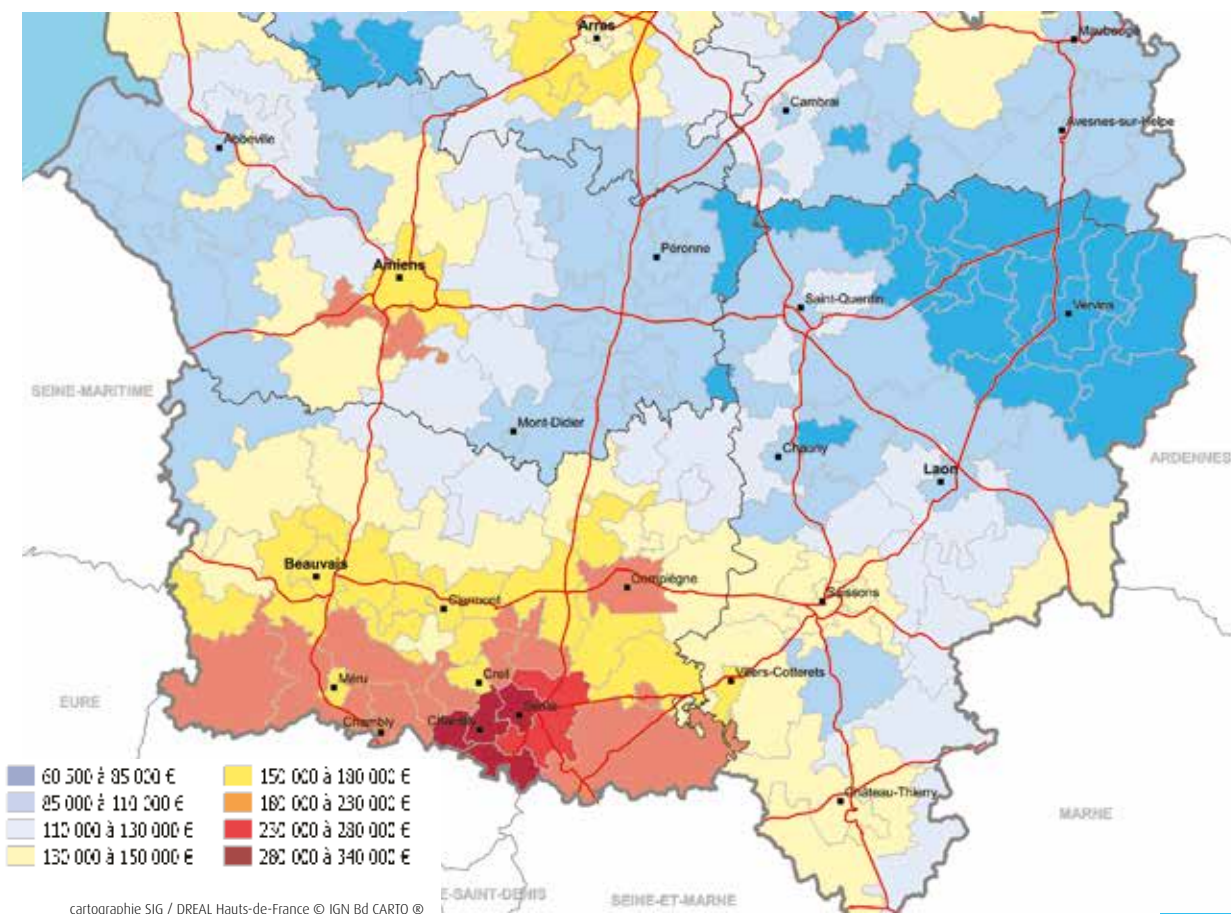 Arras
Maubeuge
Cambrai
Avesnes-sur-Helpe
Abbeville
Péronne
Amiens
Saint-Quentin
Vervins
SEINE-MARITIME
Mont-Didier
Chauny
Laon
ARDENNES
Beauvais
Compiègne
Clermont
Soissons
Villers-Cotterets
Méru
Creil
EURE
Senlis
Chantilly
Chambly
60 500 à 85 000 €
150 000 à 180 000 €
85 000 à 110 000 €
180 000 à 230 000 €
110 000 à 130 000 €
230 000 à 280 000 €
130 000 à 150 000 €
280 000 à 340 000 €
Château-Thierry
MARNE
E-SAINT-DENIS
SEINE-ET-MARNE
cartographie SIG / DREAL Hauts-de-France © IGN Bd CARTO ®